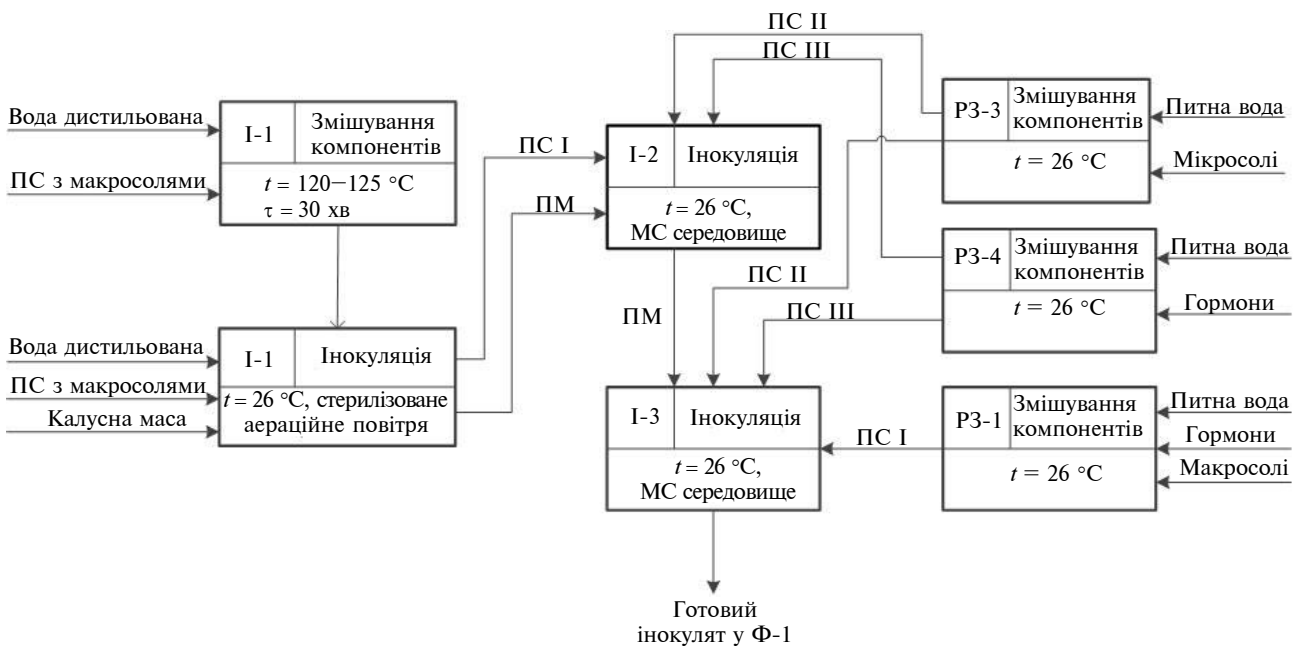 ПС II
ПС III
Вода дистильована
ПС з макросолями
І-1
Змішування
компонентів
t = 120–125 °C
τ = 30 хв
ПС I
ПМ
І-2
Інокуляція
t = 26 °C,
МС середовище
РЗ-3
Змішування
компонентів
t = 26 °C
Питна вода
Мікросолі
РЗ-4
Змішування
компонентів
t = 26 °C
Питна вода
Гормони
ПС II
ПС III
ПМ
Вода дистильована
ПС з макросолями
Калусна маса
І-1
Інокуляція
t = 26 °C, стерилізоване
аераційне повітря
І-3
Інокуляція
t = 26 °C,
МС середовище
ПС I
РЗ-1
Змішування
компонентів
t = 26 °C
Питна вода
Гормони
Макросолі
Готовий
інокулят у Ф-1